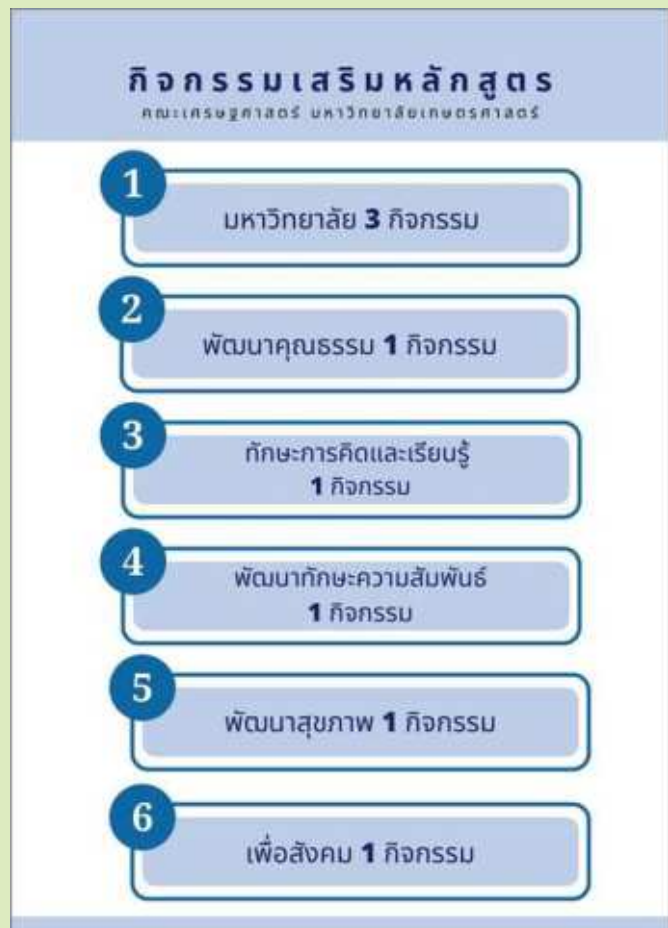 กิจกรรมเสริมหลักสูตร
คณะเศรษฐศาสตร์ มหาวิทยาลัยเกษตรศาสตร์
1
มหาวิทยาลัย 3 กิจกรรม
2
พัฒนาคุณธรรม 1 กิจกรรม
3
ทักษะการคิดและเรียนรู้
1 กิจกรรม
4
พัฒนาทักษะความสัมพันธ์
1 กิจกรรม
5
พัฒนาสุขภาพ 1 กิจกรรม
6
เพื่อสังคม 1 กิจกรรม